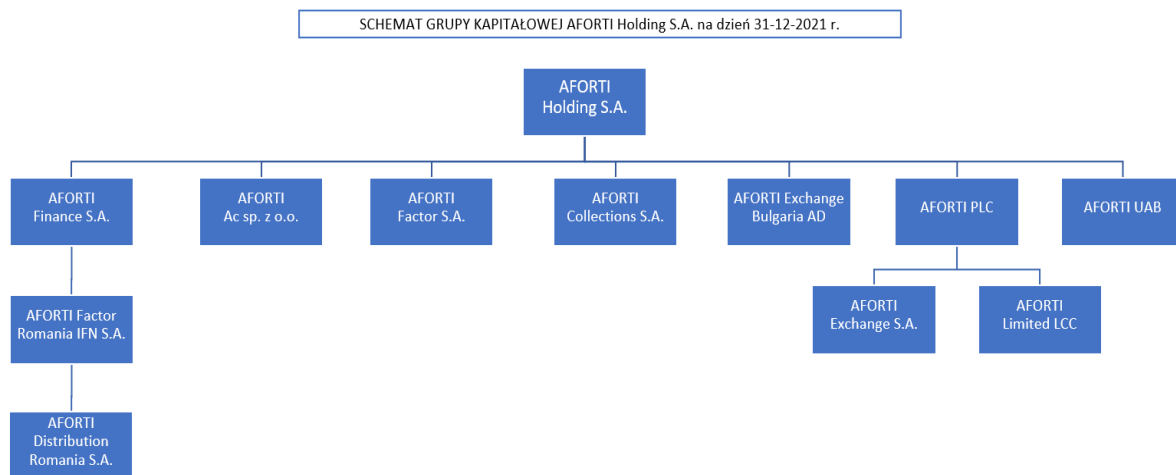 SCHEMAT GRUPY KAPITAŁOWEJ AFORTI Holding S.A. na dzień 31-12-2021 r.
AFORTI
Holding S.A.
AFORTI
Finance S.A.
AFORTI
Ac sp. z o.o.
AFORTI
Factor S.A.
AFORTI
Collections S.A.
AFORTI Exchange
Bulgaria AD
AFORTI PLC
AFORTI UAB
AFORTI Factor
Romania IFN S.A.
AFORTI
Exchange S.A.
AFORTI
Limited LCC
AFORTI
Distribution
Romania S.A.